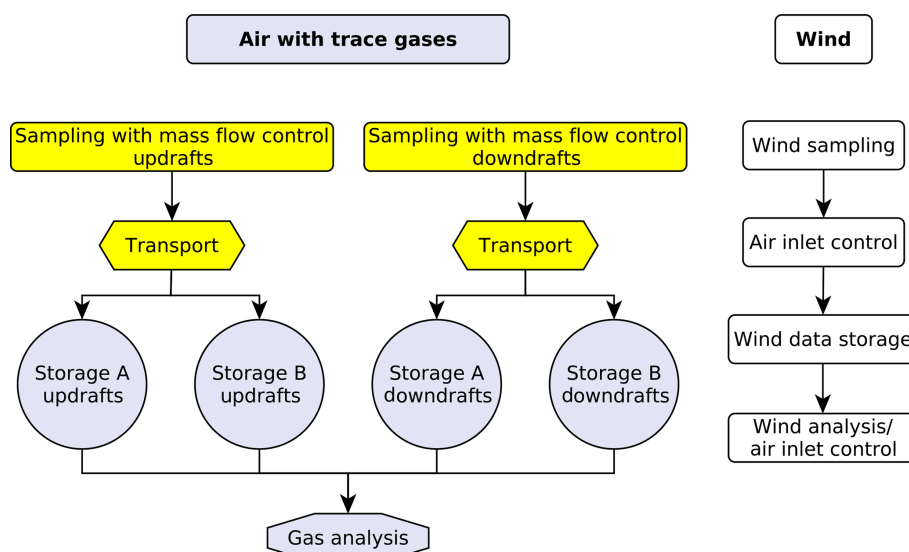 Air with trace gases
Wind
Sampling with mass flow control
updrafts
Sampling with mass flow control
downdrafts
Wind sampling
Transport
Transport
Air inlet control
Storage A
updrafts
Storage B
updrafts
Storage A
downdrafts
Storage B
downdrafts
Wind data storage
Wind analysis/
air inlet control
Gas analysis